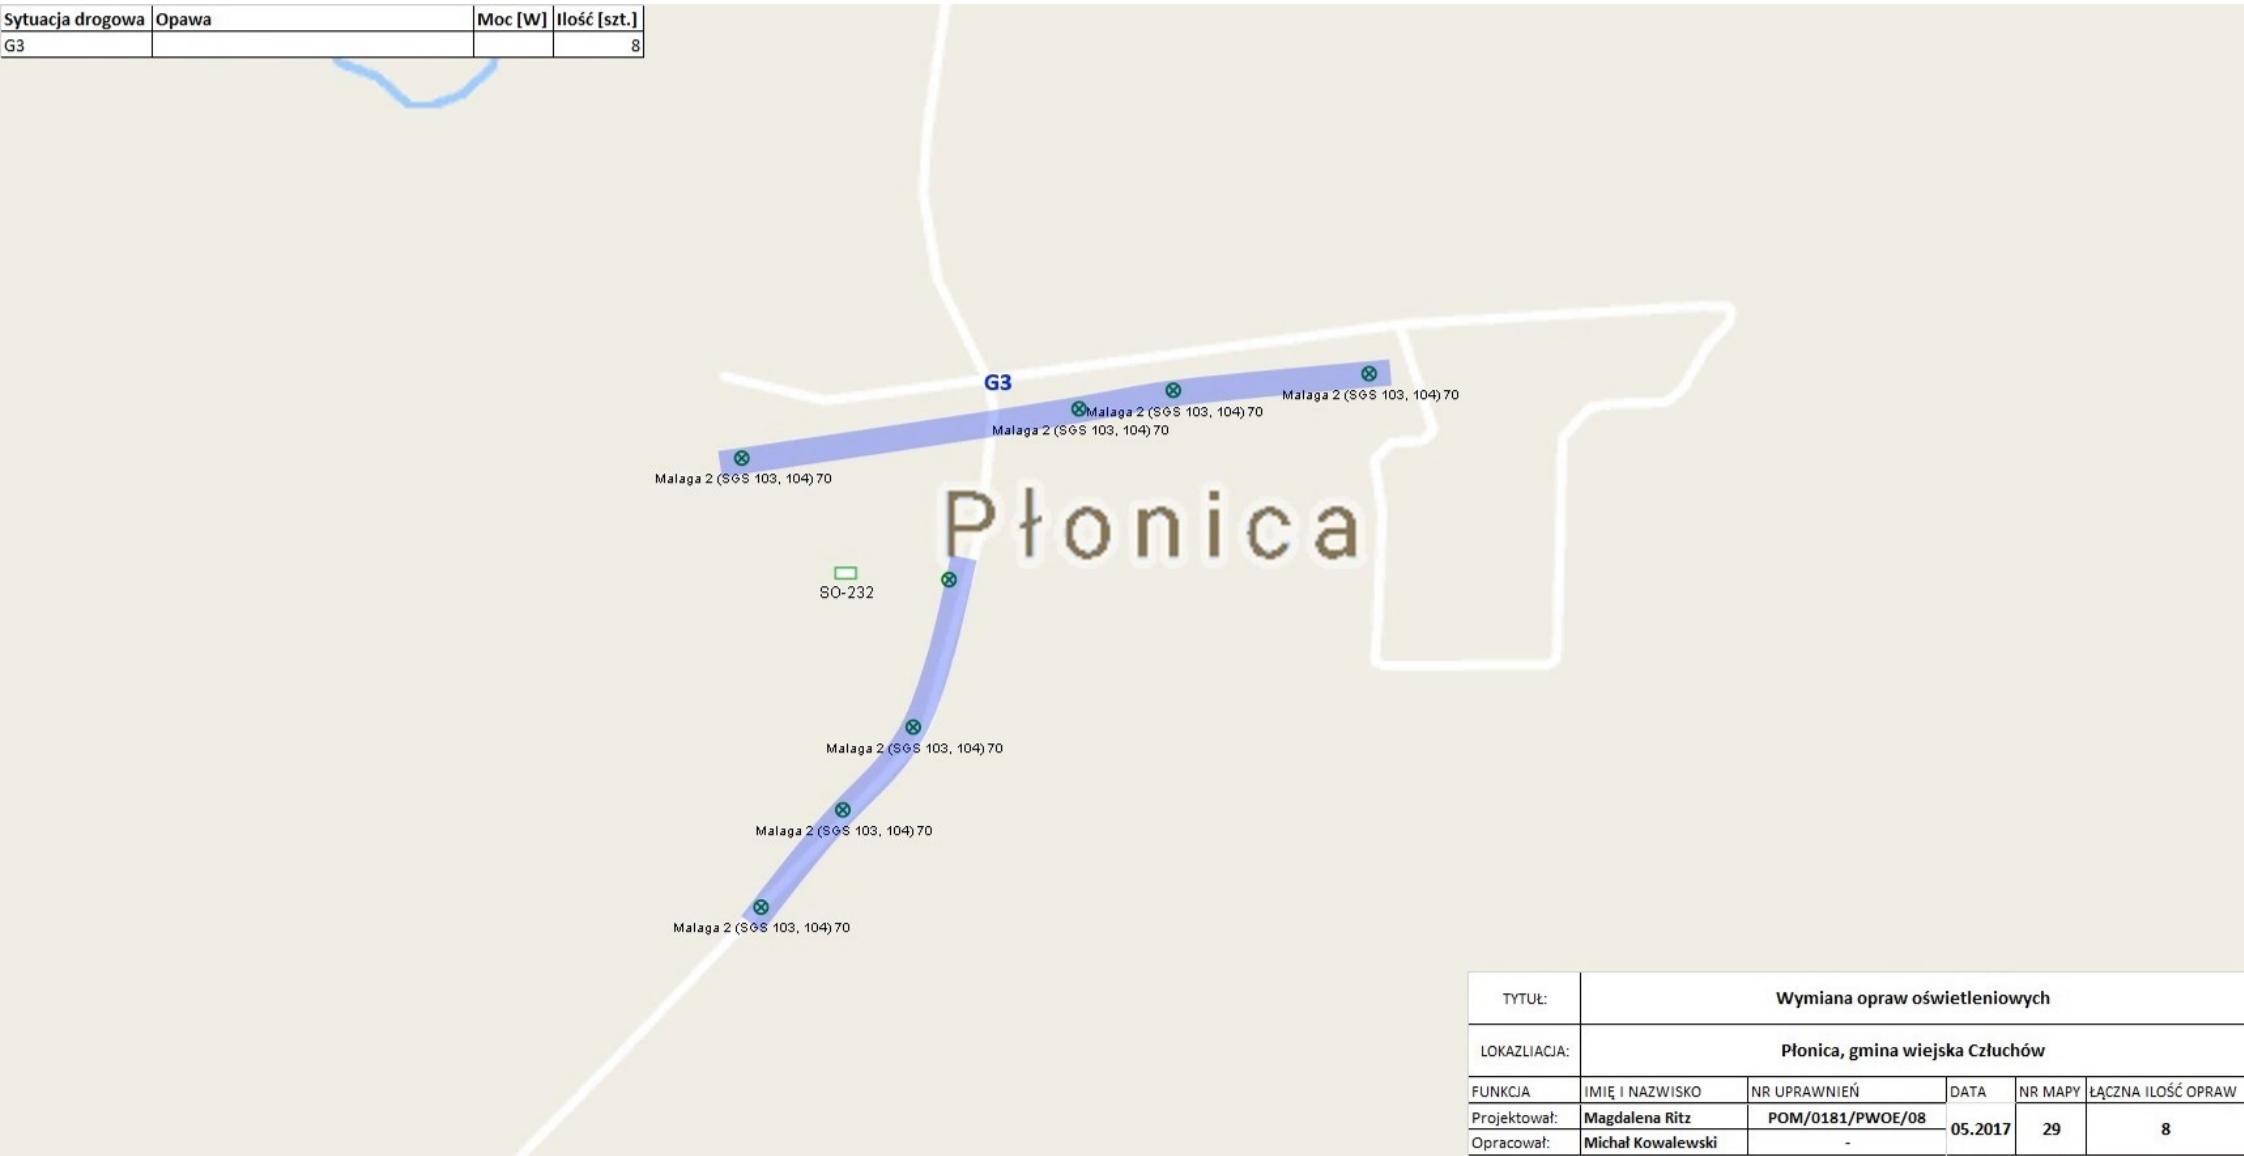 Sytuacja drogowa Opawa Moc [W] Ilość [szt.]
G3 8
G3
Malaga 2 (SGS 103, 104) 70
Malaga 2 (SGS 103, 104) 70
Malaga 2 (SGS 103, 104) 70
Malaga 2 (SGS 103, 104) 70
Płonica
SO-232
Malaga 2 (SGS 103, 104) 70
Malaga 2 (SGS 103, 104) 70
Malaga 2 (SGS 103, 104) 70
TYTUŁ: Wymiana opraw oświetleniowych
LOKAZLIACJA: Płonica, gmina wiejska Człuchów
FUNKCJA IMIĘ I NAZWISKO NR UPRAWNIEŃ DATA NR MAPY ŁĄCZNA ILOŚĆ OPRAW
Projektował: Magdalena Ritz POM/0181/PWOE/08 05.2017 29 8
Opracował: Michał Kowalewski -